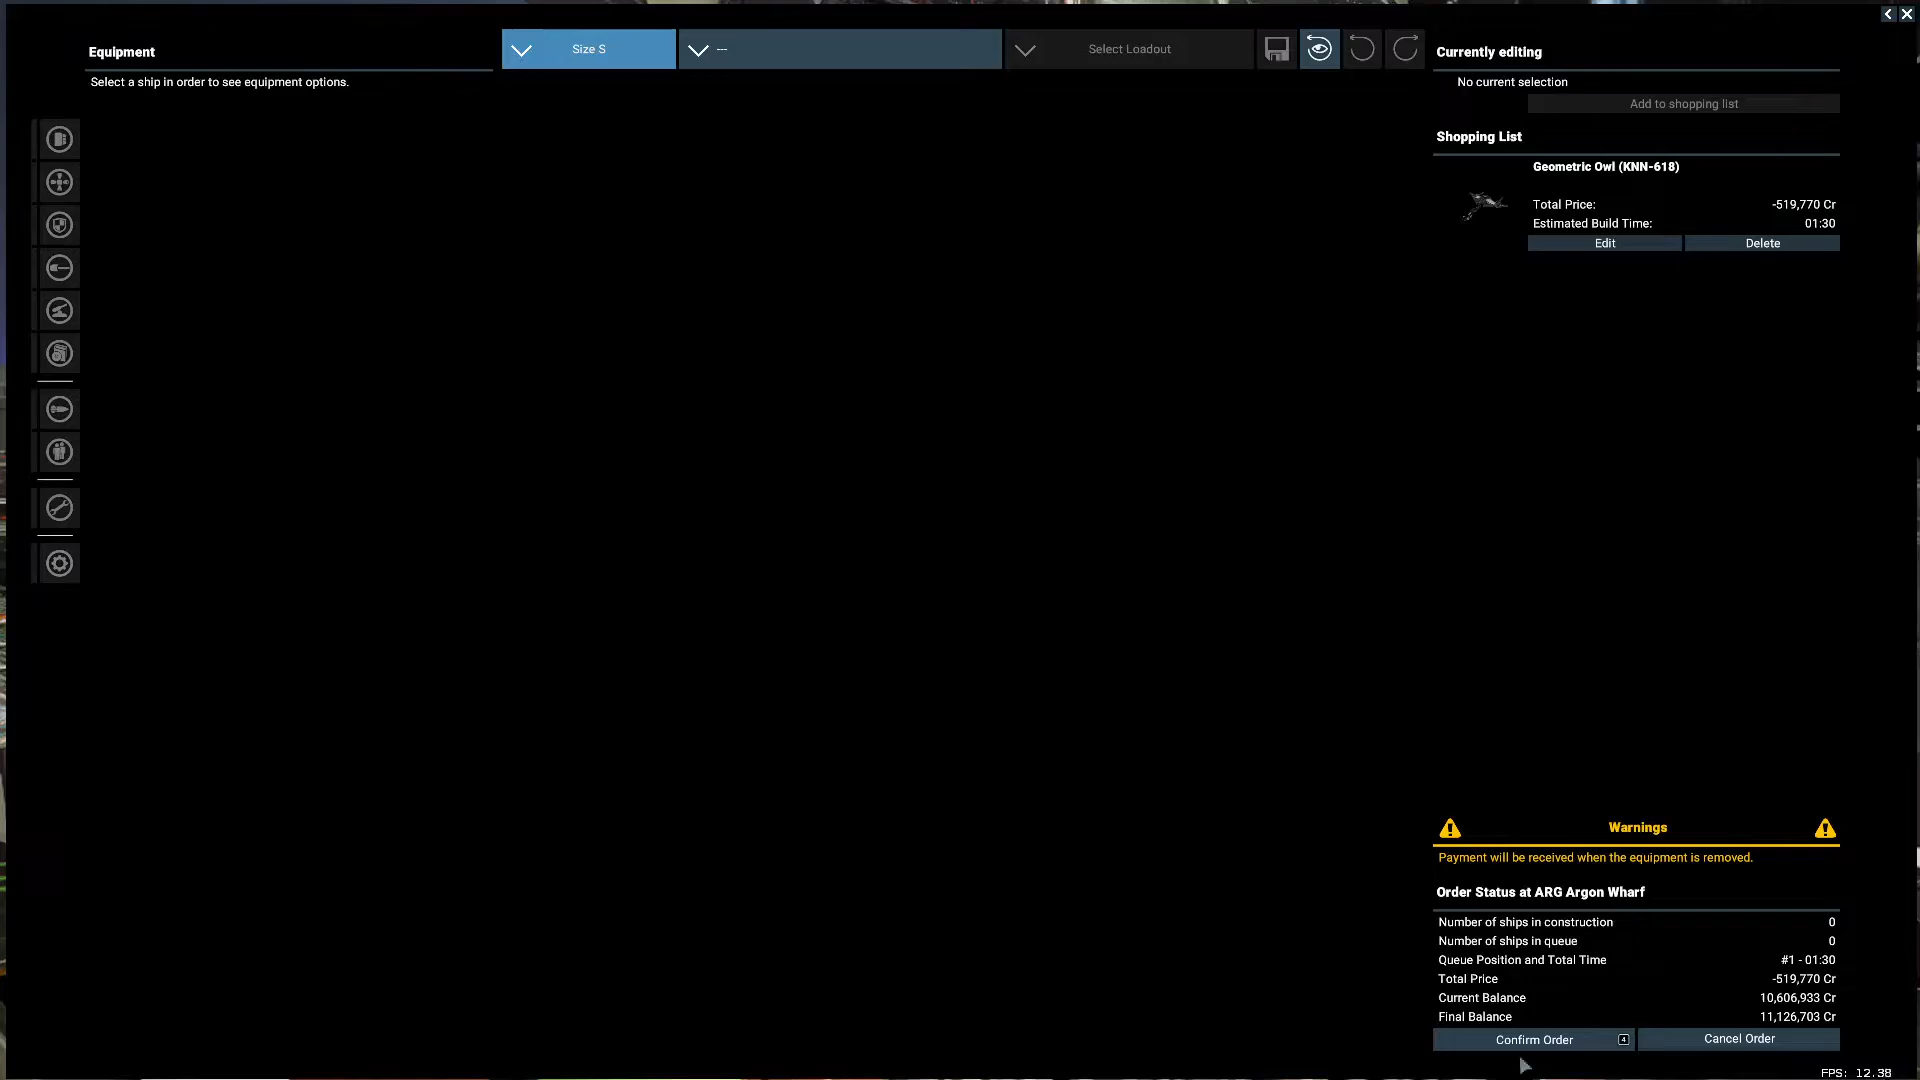 Equipment
Select a ship in order to see equipment options.
Size S
---
Select Loadout
Currently editing
No current selection
Add to shopping list
Shopping List
Geometric Owl (KNN-618)
Total Price: -519,770 Cr
Estimated Build Time: 01:30
Edit Delete
Warnings
Payment will be received when the equipment is removed.
Order Status at ARG Argon Wharf
Number of ships in construction 0
Number of ships in queue 0
Queue Position and Total Time #1 - 01:30
Total Price -519,770 Cr
Current Balance 10,606,933 Cr
Final Balance 11,126,703 Cr
Confirm Order 4 Cancel Order
FPS: 12.38